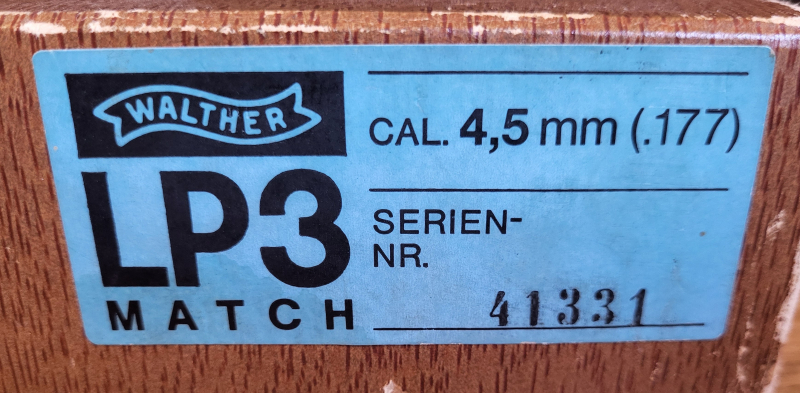 WALTHER
LP3
MATCH
CAL. 4,5 mm (.177)
SERIEN-
NR.
41331